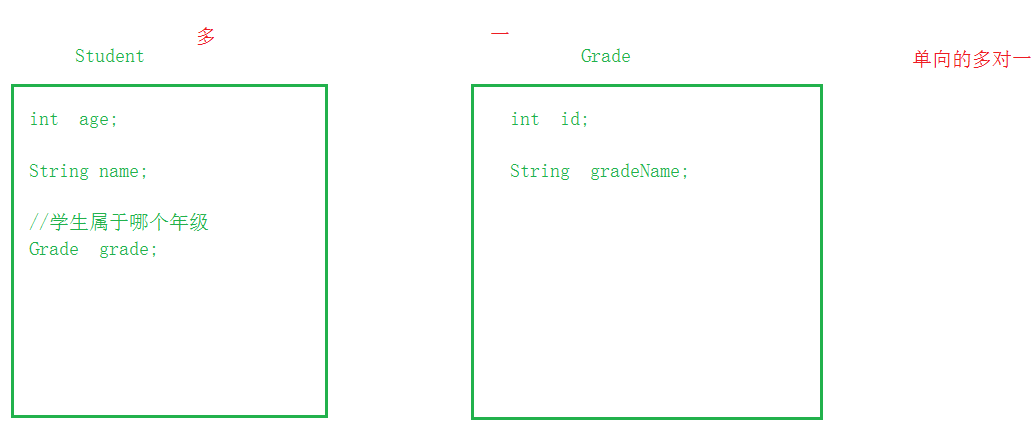 多
一
Student
Grade
单向的多对一
int age;
String name;
//学生属于哪个年级
Grade grade;
int id;
String gradeName;